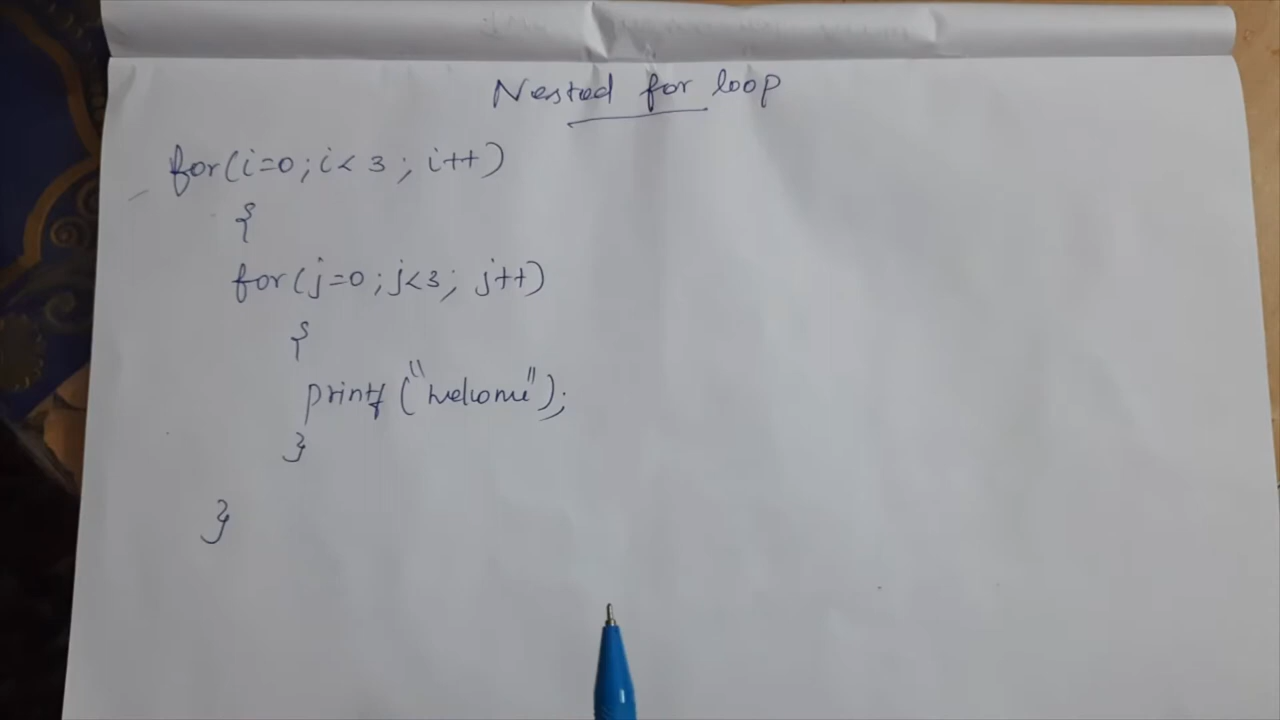 Nested for loop
for(i=0;i<3; i++)
{
for(j=0;j<3; j++)
{
printf("welcome");
}
}